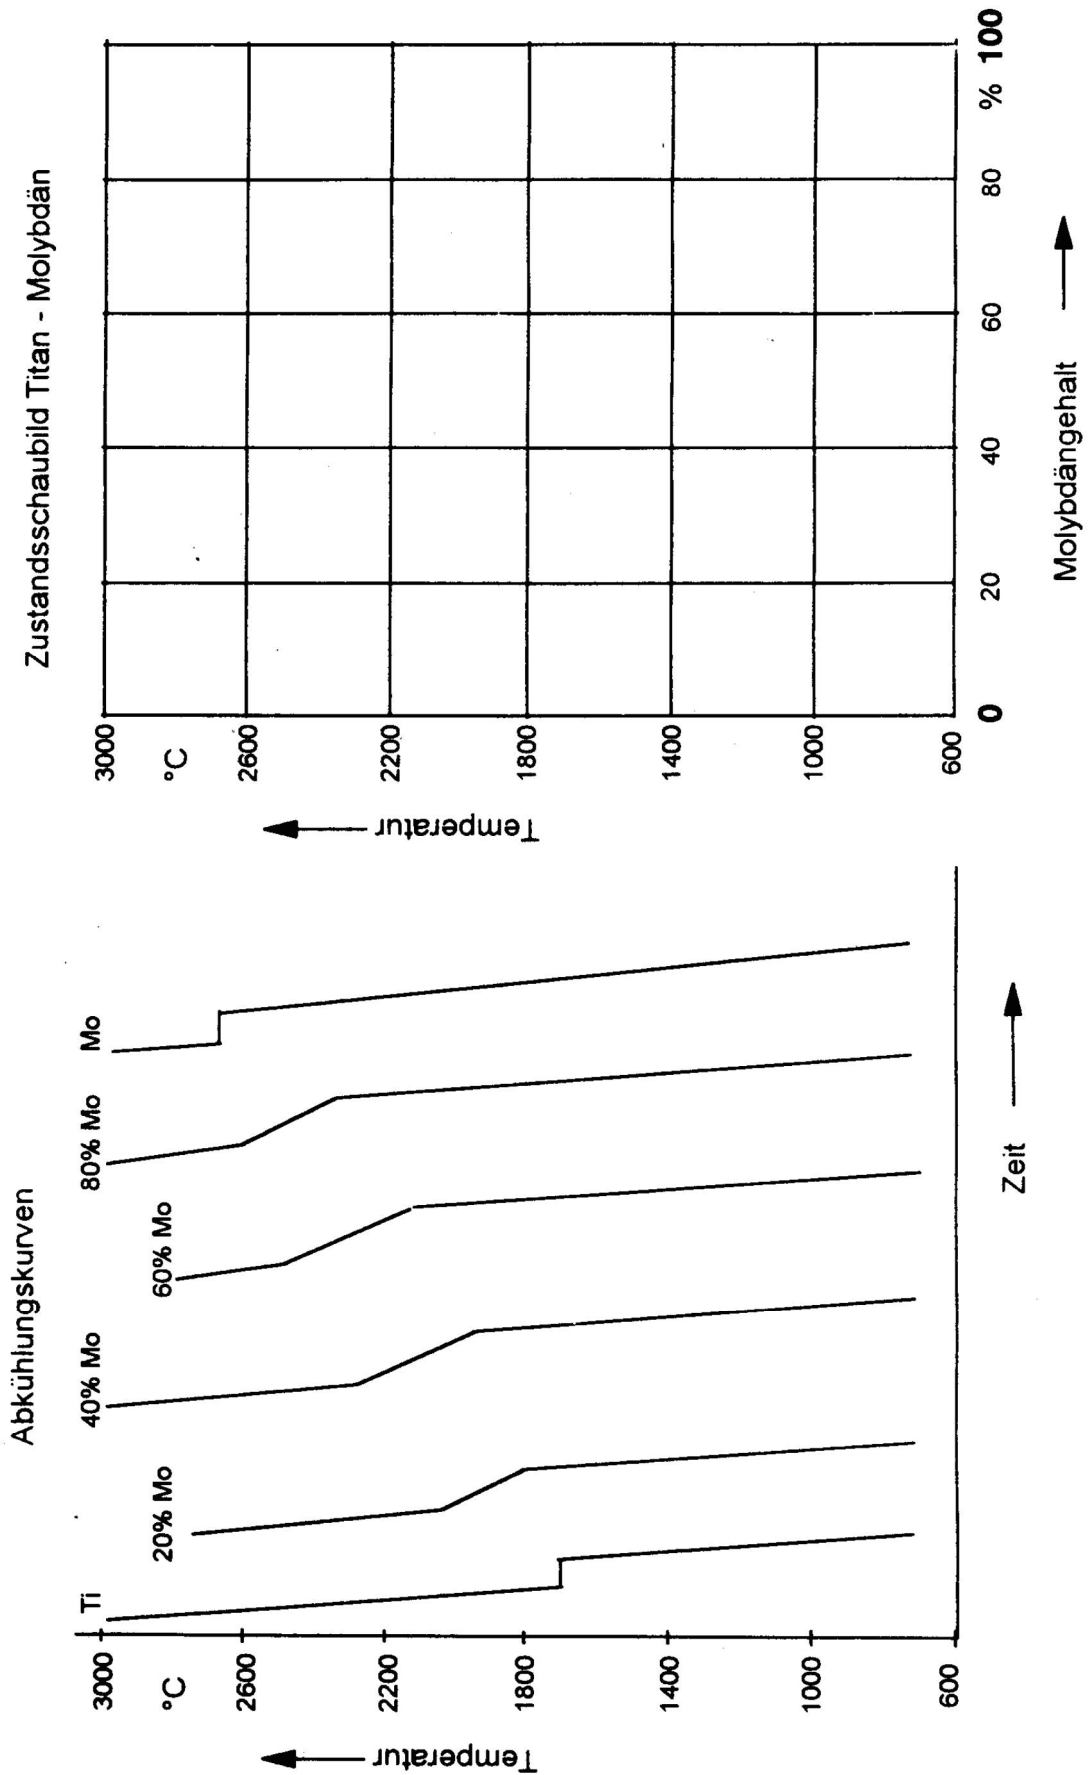 Abkühlungskurven
Ti
20% Mo
40% Mo
60% Mo
80% Mo
Mo
3000
°C
2600
2200
1800
1400
1000
600
Temperatur
Zeit
Zustandsschaubild Titan - Molybdän
3000
°C
2600
2200
1800
1400
1000
600
Temperatur
0
20
40
60
80
%
100
Molybdängehalt